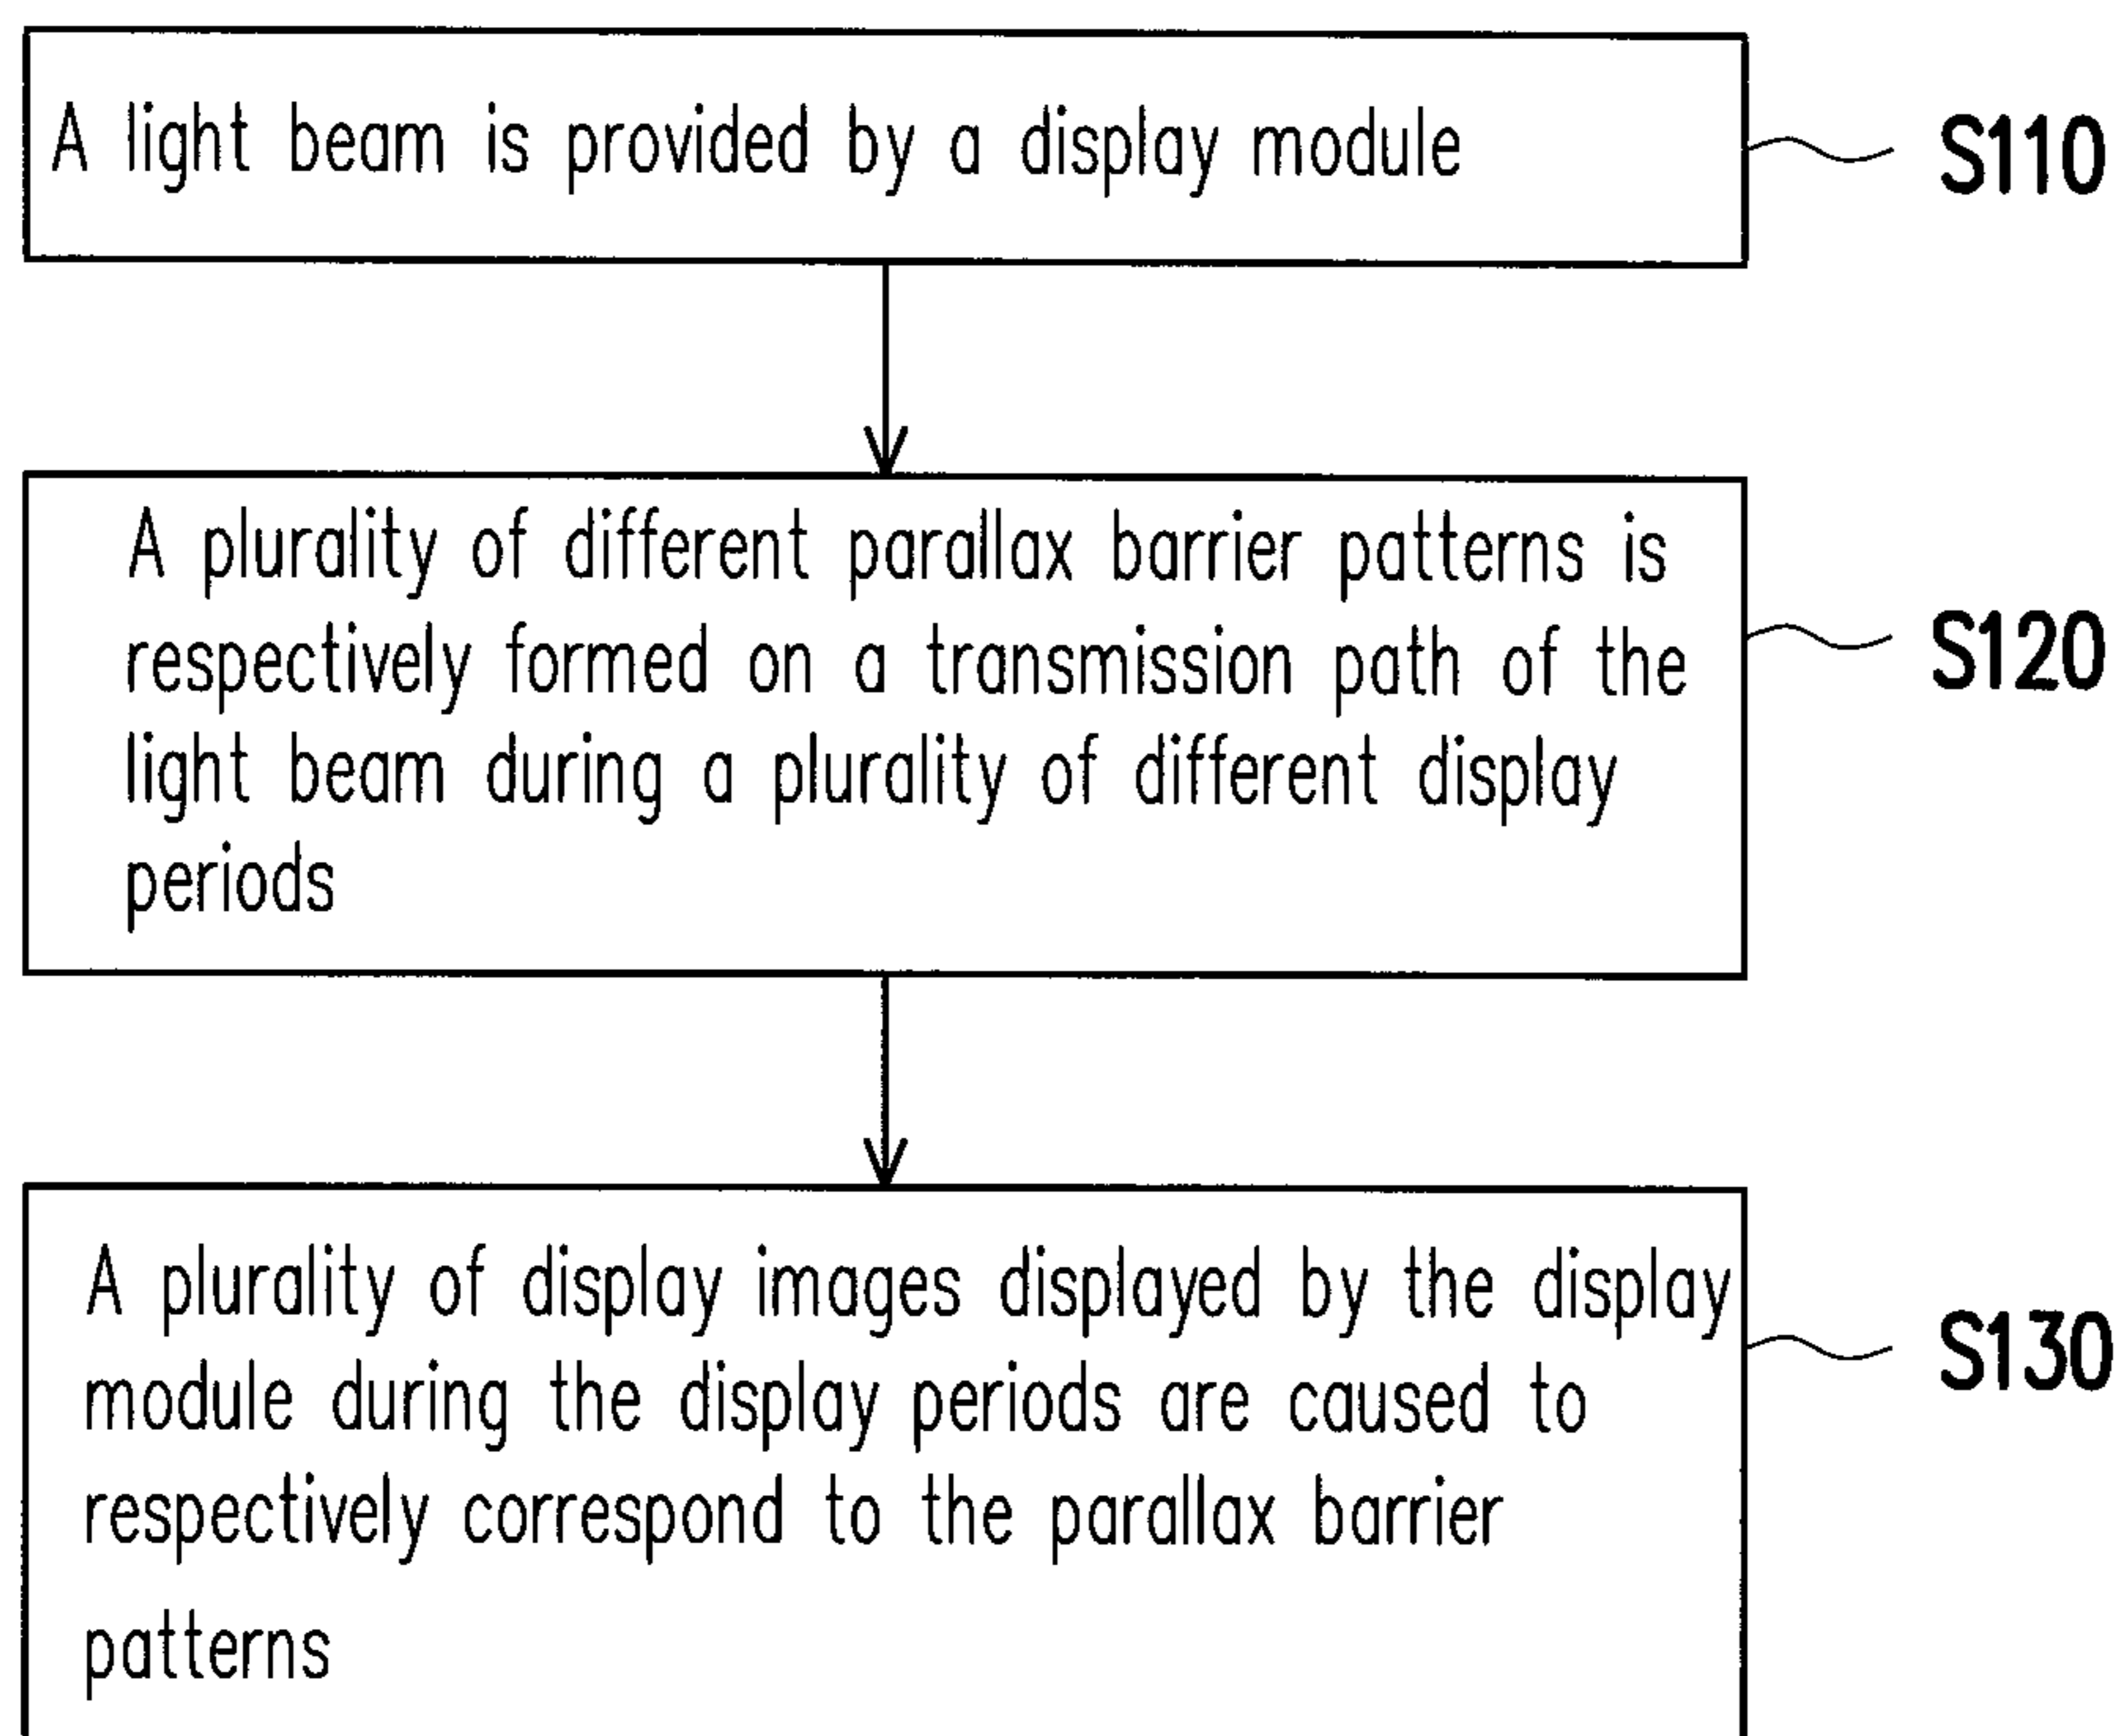 A light beam is provided by a display module
S110
A plurality of different parallax barrier patterns is
respectively formed on a transmission path of the
light beam during a plurality of different display
periods
S120
A plurality of display images displayed by the display
module during the display periods are caused to
respectively correspond to the parallax barrier
patterns
S130